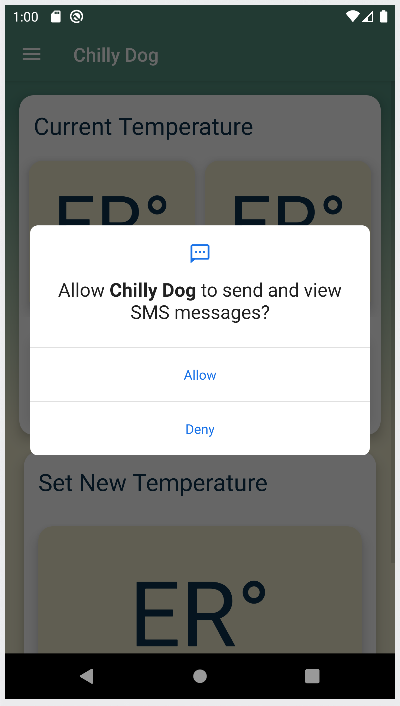 1:00
Chilly Dog
Current Temperature
ER° ER°
Allow Chilly Dog to send and view
SMS messages?
Allow
Deny
Set New Temperature
ER°